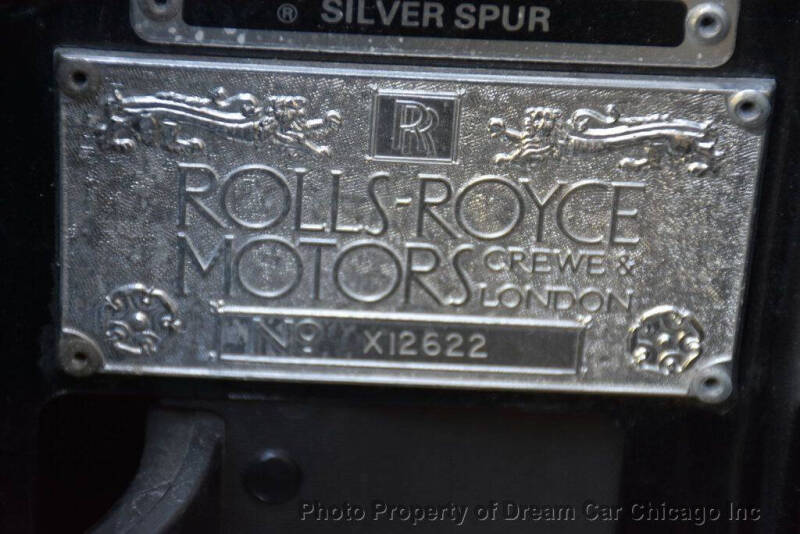 ® SILVER SPUR
RR
ROLLS-ROYCE
MOTORS CREWE &
LONDON
No X12622
Photo Property of Dream Car Chicago Inc